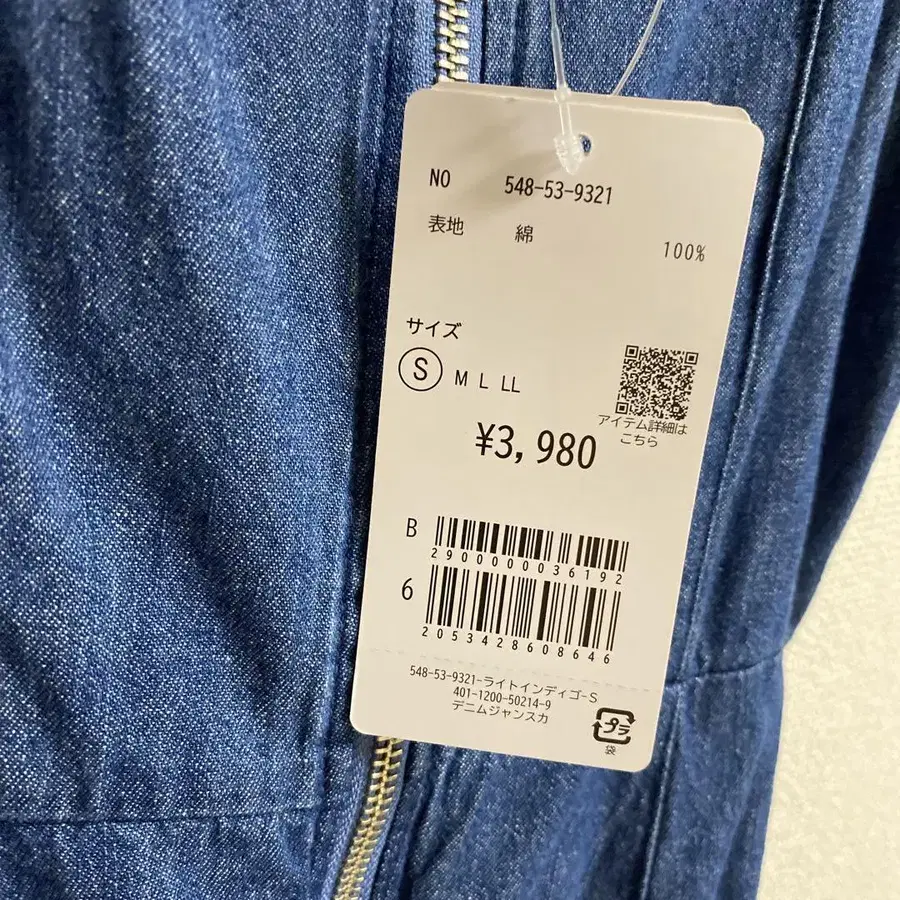 NO 548-53-9321
表地 綿 100%
サイズ
Ⓢ M L LL
アイテム詳細は
こちら
¥3,980
B
2900000036192
6
2053428608646
548-53-9321-ライトインディゴ-S
401-1200-50214-9
デニムジャンスカ
プラ
袋